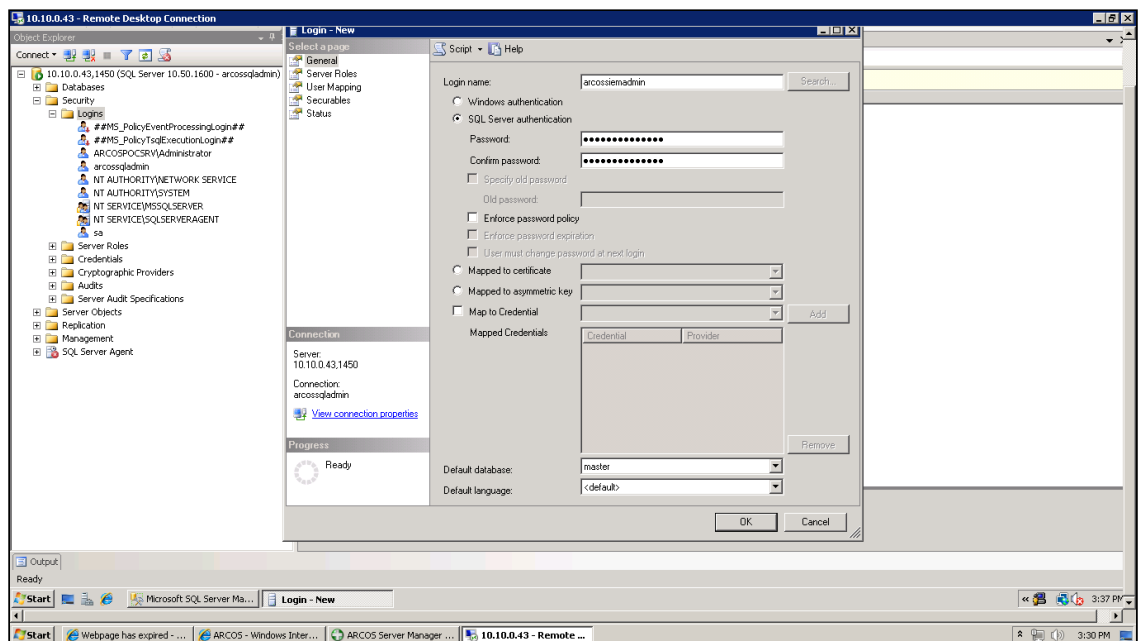 10.10.0.43 - Remote Desktop Connection
Object Explorer
Connect
10.10.0.43,1450 (SQL Server 10.50.1600 - arcossqladmin)
Databases
Security
Logins
##MS_PolicyEventProcessingLogin##
##MS_PolicyTsqlExecutionLogin##
ARCOSPOCSRV\Administrator
arcossqladmin
NT AUTHORITY\NETWORK SERVICE
NT AUTHORITY\SYSTEM
NT SERVICE\MSSQLSERVER
NT SERVICE\SQLSERVERAGENT
sa
Server Roles
Credentials
Cryptographic Providers
Audits
Server Audit Specifications
Server Objects
Replication
Management
SQL Server Agent
Login - New
Select a page
General
Server Roles
User Mapping
Securables
Status
Connection
Server:
10.10.0.43,1450
Connection:
arcossqladmin
View connection properties
Progress
Ready
Script Help
Login name: arcossiemadmin Search...
Windows authentication
SQL Server authentication
Password: ●●●●●●●●●●●●●●
Confirm password: ●●●●●●●●●●●●●●
Specify old password
Old password:
Enforce password policy
Enforce password expiration
User must change password at next login
Mapped to certificate
Mapped to asymmetric key
Map to Credential Add
Mapped Credentials Credential Provider
Remove
Default database: master
Default language: <default>
OK Cancel
Output
Ready
Start Microsoft SQL Server Ma... Login - New 3:37 PM
Start Webpage has expired - ... ARCOS - Windows Inter... ARCOS Server Manager ... 10.10.0.43 - Remote ... 3:30 PM